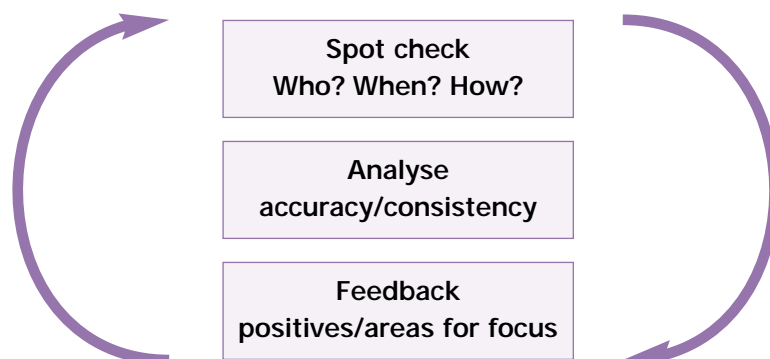 Spot check
Who? When? How?
Analyse
accuracy/consistency
Feedback
positives/areas for focus